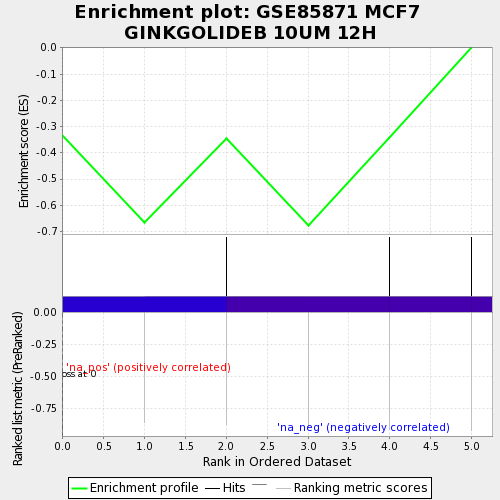 Enrichment plot: GSE85871 MCF7
GINKGOLIDEB 10UM 12H
Enrichment score (ES)
0.0
-0.1
-0.2
-0.3
-0.4
-0.5
-0.6
-0.7
Ranked list metric (PreRanked)
0.00
-0.25
-0.50
-0.75
'na_pos' (positively correlated)
at 0
'na_neg' (negatively correlated)
0.0 0.5 1.0 1.5 2.0 2.5 3.0 3.5 4.0 4.5 5.0
Rank in Ordered Dataset
Enrichment profile Hits Ranking metric scores